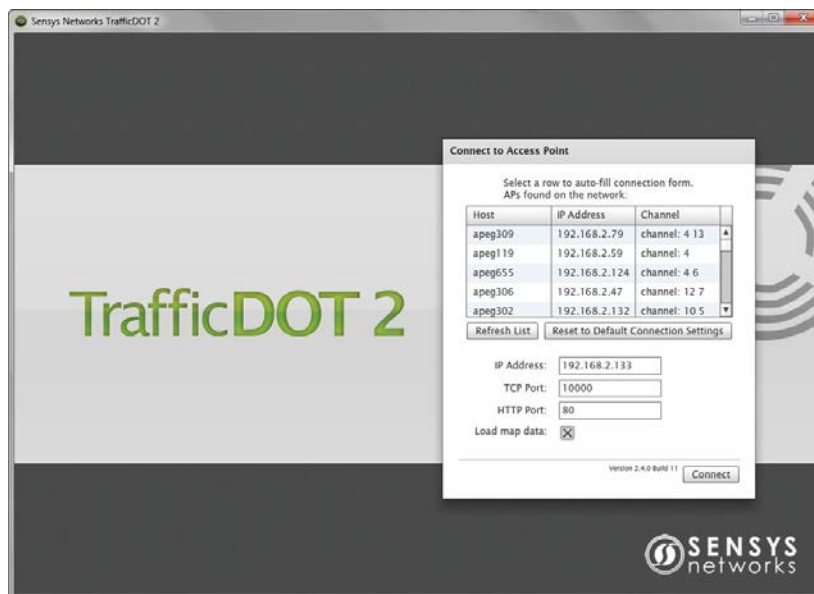 Sensys Networks TrafficDOT 2
Connect to Access Point
Select a row to auto-fill connection form.
APs found on the network:
Host IP Address Channel
apeg309 192.168.2.79 channel: 4 13
apeg119 192.168.2.59 channel: 4
apeg655 192.168.2.124 channel: 4 6
apeg306 192.168.2.47 channel: 12 7
apeg302 192.168.2.132 channel: 10 5
Refresh List Reset to Default Connection Settings
TrafficDOT 2
IP Address: 192.168.2.133
TCP Port: 10000
HTTP Port: 80
Load map data:
Version 2.4.0 Build 11 Connect
SENSYS
networks